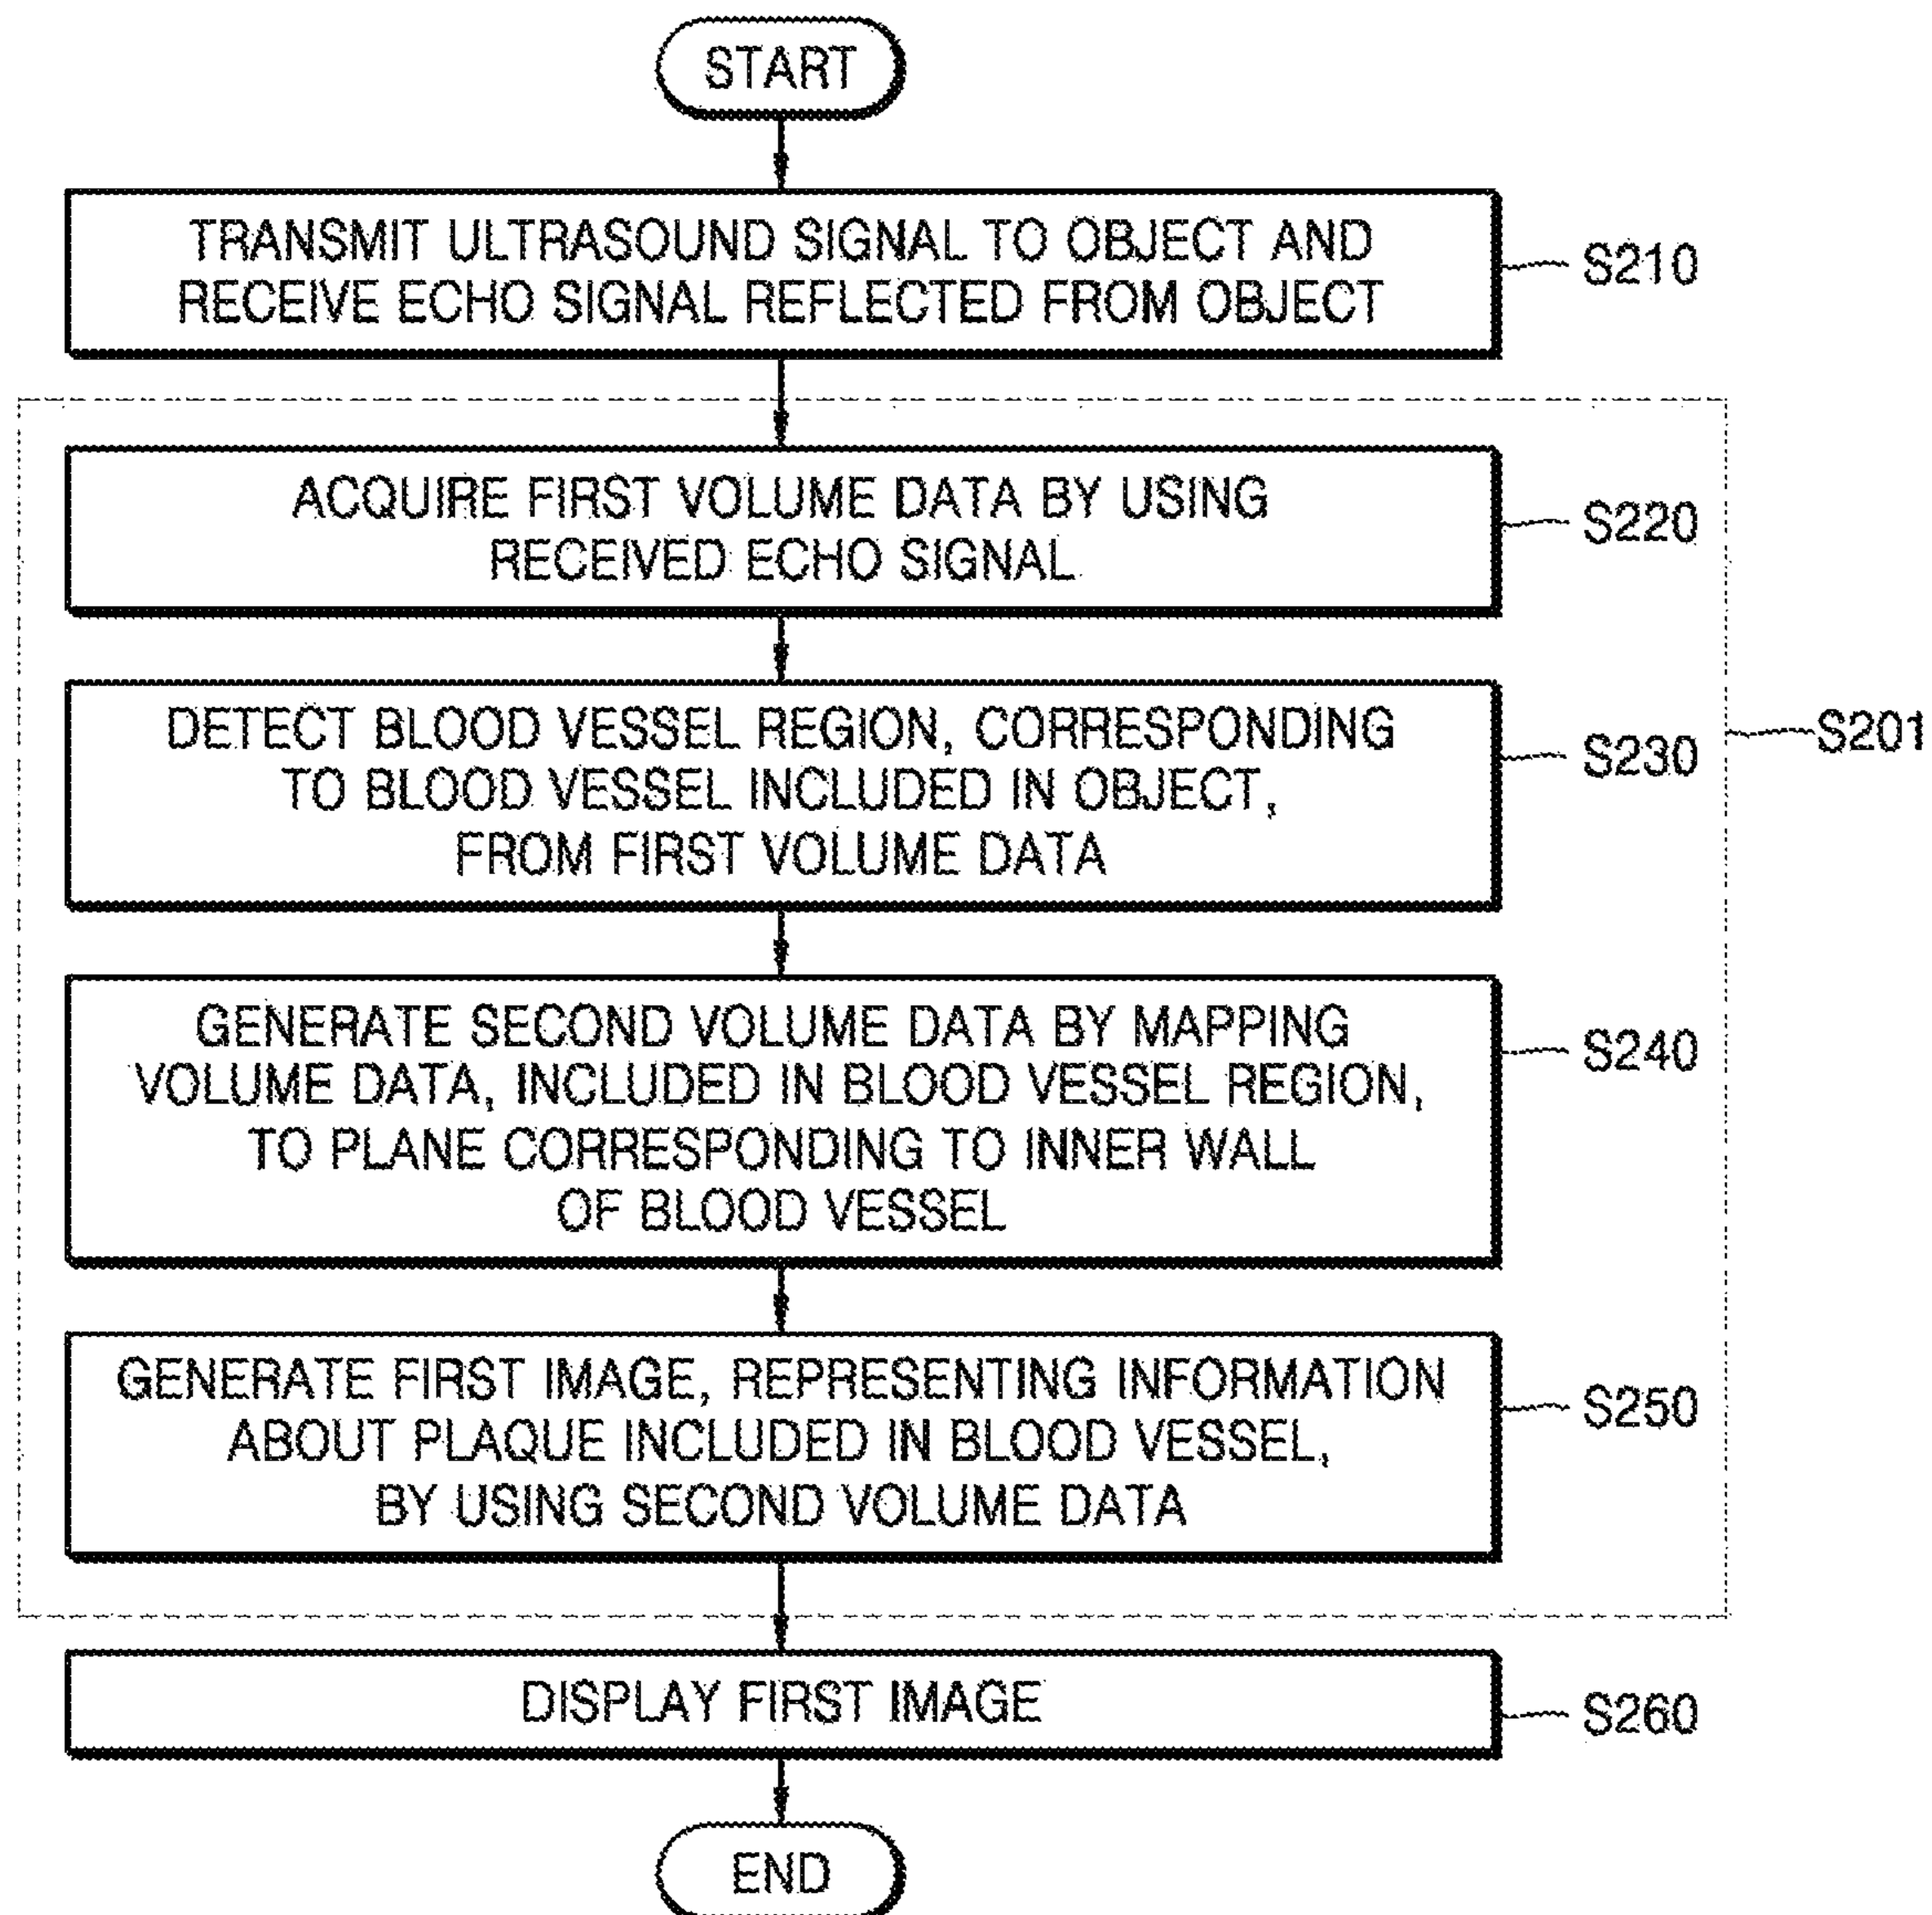 START
TRANSMIT ULTRASOUND SIGNAL TO OBJECT AND
RECEIVE ECHO SIGNAL REFLECTED FROM OBJECT
S210
ACQUIRE FIRST VOLUME DATA BY USING
RECEIVED ECHO SIGNAL
S220
DETECT BLOOD VESSEL REGION, CORRESPONDING
TO BLOOD VESSEL INCLUDED IN OBJECT,
FROM FIRST VOLUME DATA
S230
S201
GENERATE SECOND VOLUME DATA BY MAPPING
VOLUME DATA, INCLUDED IN BLOOD VESSEL REGION,
TO PLANE CORRESPONDING TO INNER WALL
OF BLOOD VESSEL
S240
GENERATE FIRST IMAGE, REPRESENTING INFORMATION
ABOUT PLAQUE INCLUDED IN BLOOD VESSEL,
BY USING SECOND VOLUME DATA
S250
DISPLAY FIRST IMAGE
S260
END